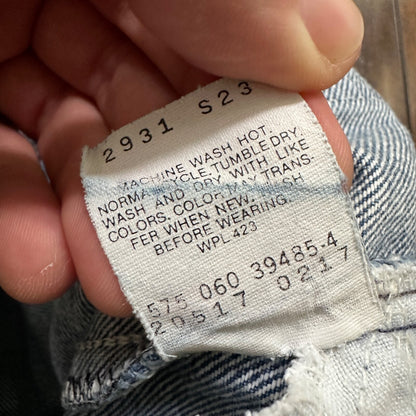 2931 S23
MACHINE WASH HOT,
NORMAL CYCLE, TUMBLE DRY.
WASH AND DRY WITH LIKE
COLORS, COLOR MAY TRANS-
FER WHEN NEW, WASH
BEFORE WEARING.
WPL 423
575 060 39485.4
20517 0217